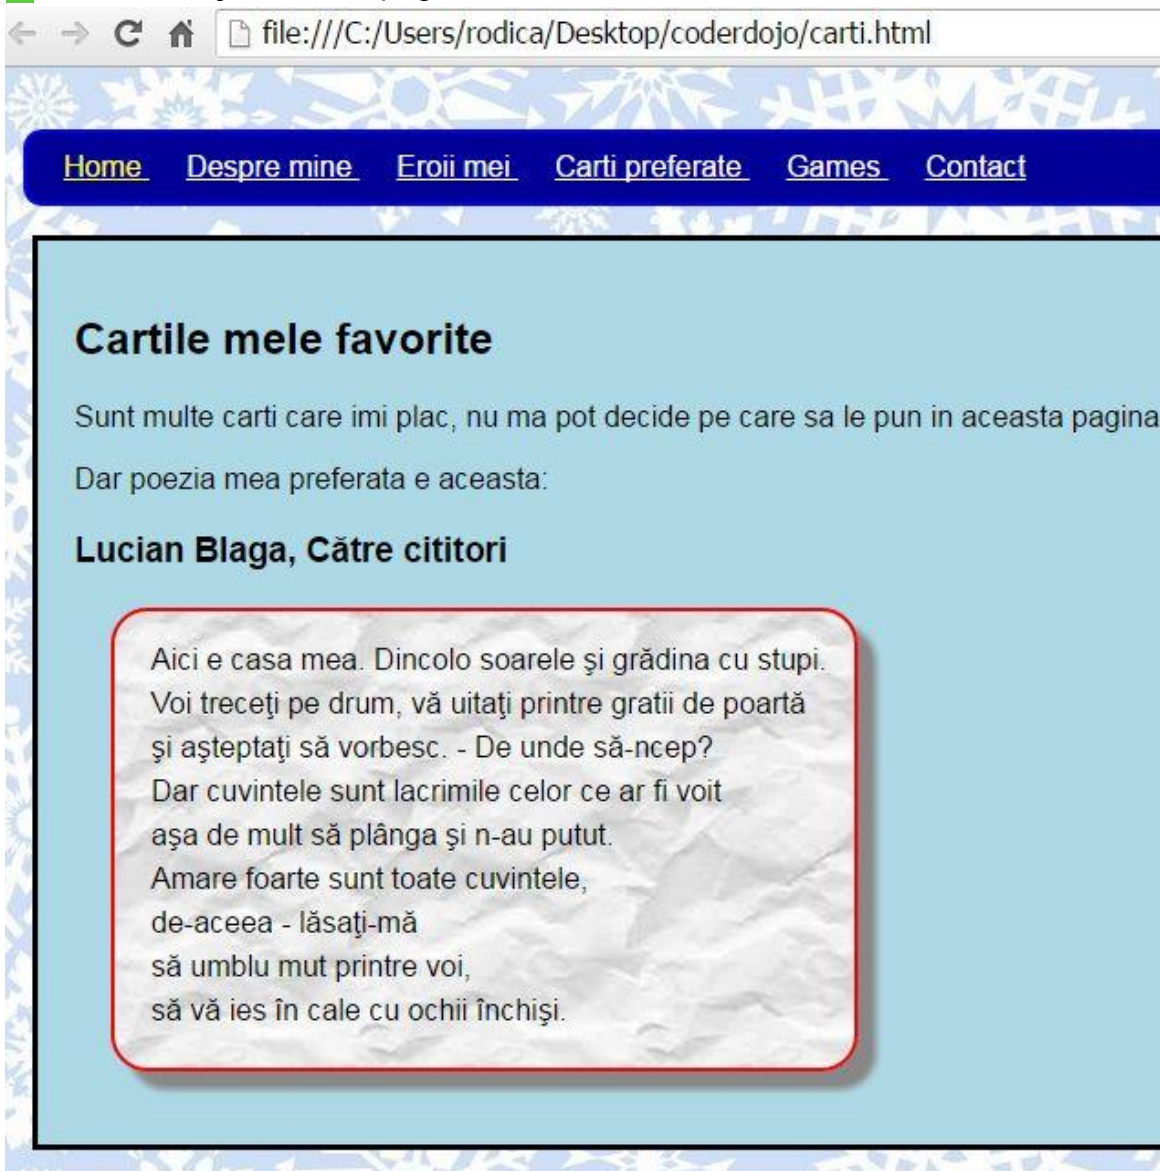 file:///C:/Users/rodica/Desktop/coderdojo/carti.html
Home Despre mine Eroii mei Carti preferate Games Contact
Cartile mele favorite
Sunt multe carti care imi plac, nu ma pot decide pe care sa le pun in aceasta pagina
Dar poezia mea preferata e aceasta:
Lucian Blaga, Către cititori
Aici e casa mea. Dincolo soarele şi grădina cu stupi.
Voi treceţi pe drum, vă uitaţi printre gratii de poartă
şi aşteptaţi să vorbesc. - De unde să-ncep?
Dar cuvintele sunt lacrimile celor ce ar fi voit
aşa de mult să plânga şi n-au putut.
Amare foarte sunt toate cuvintele,
de-aceea - lăsaţi-mă
să umblu mut printre voi,
să vă ies în cale cu ochii închişi.